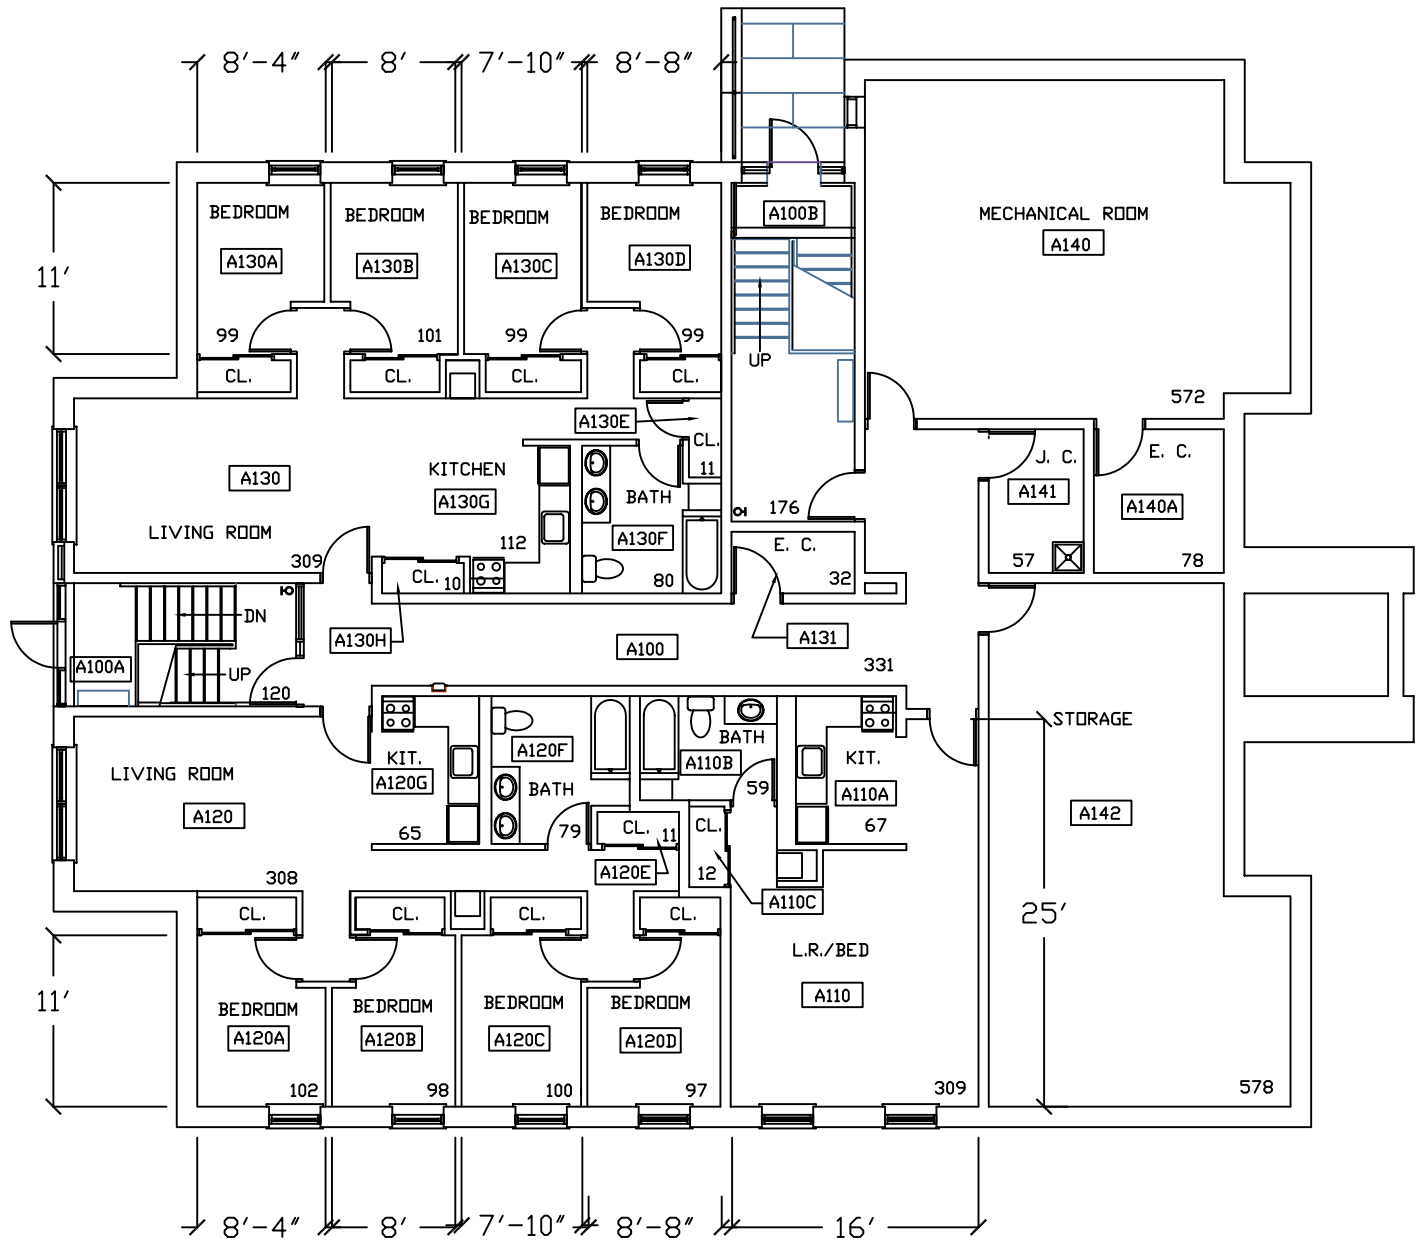 8'-4" 8' 7'-10" 8'-8"
A100B
BEDROOM BEDROOM BEDROOM BEDROOM
MECHANICAL ROOM
A140
A130A A130B A130C A130D
11'
99 101 99 99
UP
CL. CL. CL. CL.
572
A130E
CL.
11
J. C.
E. C.
KITCHEN
A130
A130G
BATH
A141
A140A
176
LIVING ROOM
A130F
E. C.
112
309
57
78
CL.
10
80
32
DN
A130H
A100
A131
A100A
UP
331
120
STORAGE
KIT.
A120F
BATH
KIT.
LIVING ROOM
A120G
BATH
A110B
A110A
59
A120
A142
65
79
CL.
11
CL.
67
A120E
12
308
A110C
CL. CL. CL. CL.
25'
L.R./BED
A110
11'
BEDROOM BEDROOM BEDROOM BEDROOM
A120A A120B A120C A120D
102 98 100 97
309
578
8'-4" 8' 7'-10" 8'-8" 16'